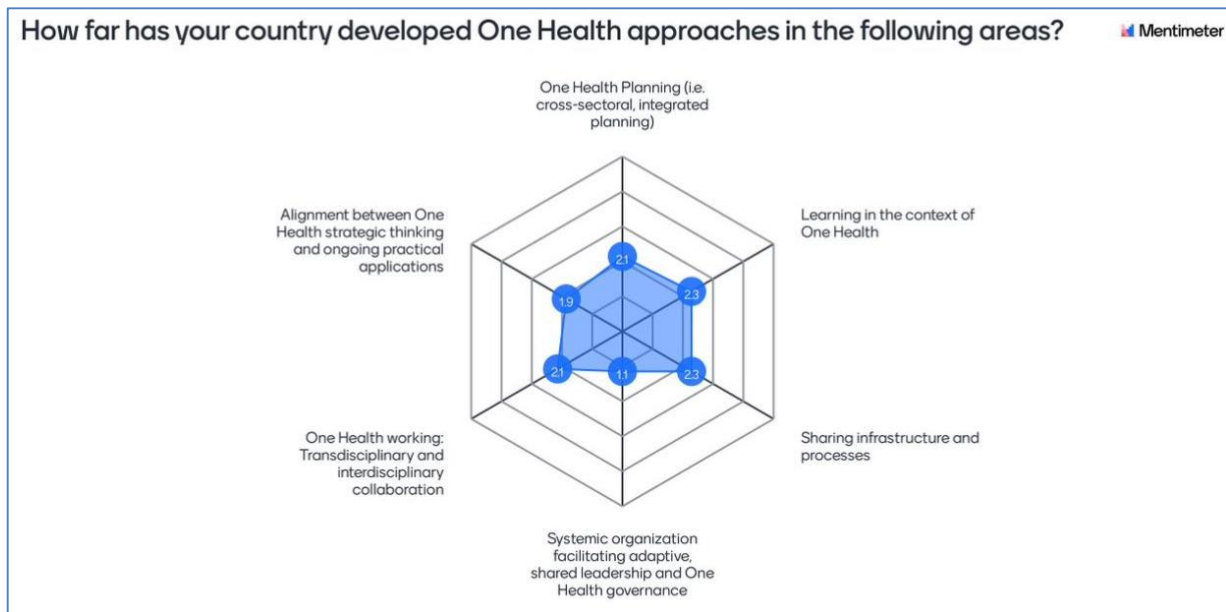 How far has your country developed One Health approaches in the following areas?
Mentimeter
One Health Planning (i.e.
cross-sectoral, integrated
planning)
Alignment between One
Health strategic thinking
and ongoing practical
applications
Learning in the context of
One Health
2.1
2.3
1.9
2.1
1.1
2.3
One Health working:
Transdisciplinary and
interdisciplinary
collaboration
Sharing infrastructure and
processes
Systemic organization
facilitating adaptive,
shared leadership and One
Health governance